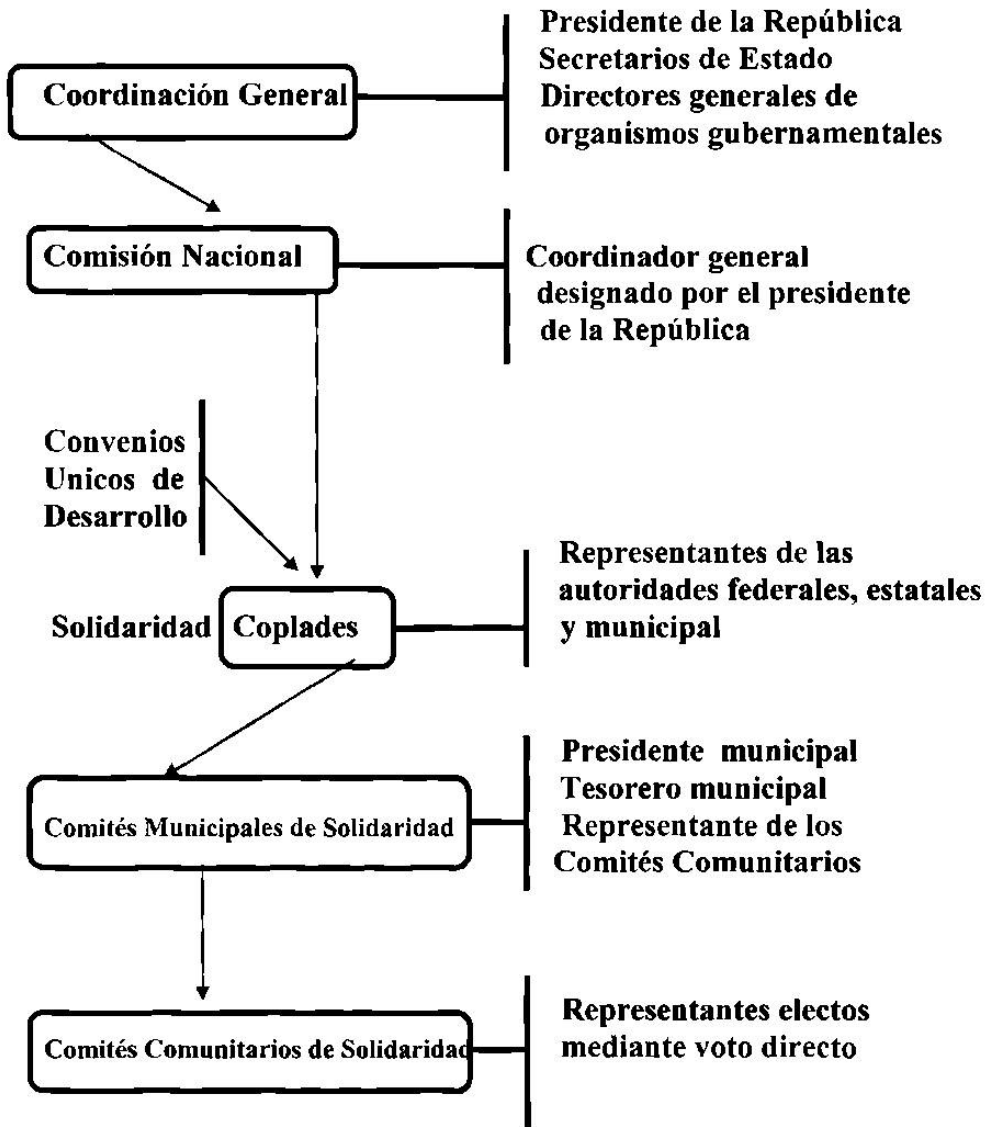 Presidente de la República
Secretarios de Estado
Coordinación General
Directores generales de
organismos gubernamentales
Comisión Nacional
Coordinador general
designado por el presidente
de la República
Convenios
Unicos de
Desarrollo
Representantes de las
autoridades federales, estatales
y municipal
Solidaridad Coplades
Presidente municipal
Tesorero municipal
Comités Municipales de Solidaridad
Representante de los
Comités Comunitarios
Representantes electos
mediante voto directo
Comités Comunitarios de Solidaridad